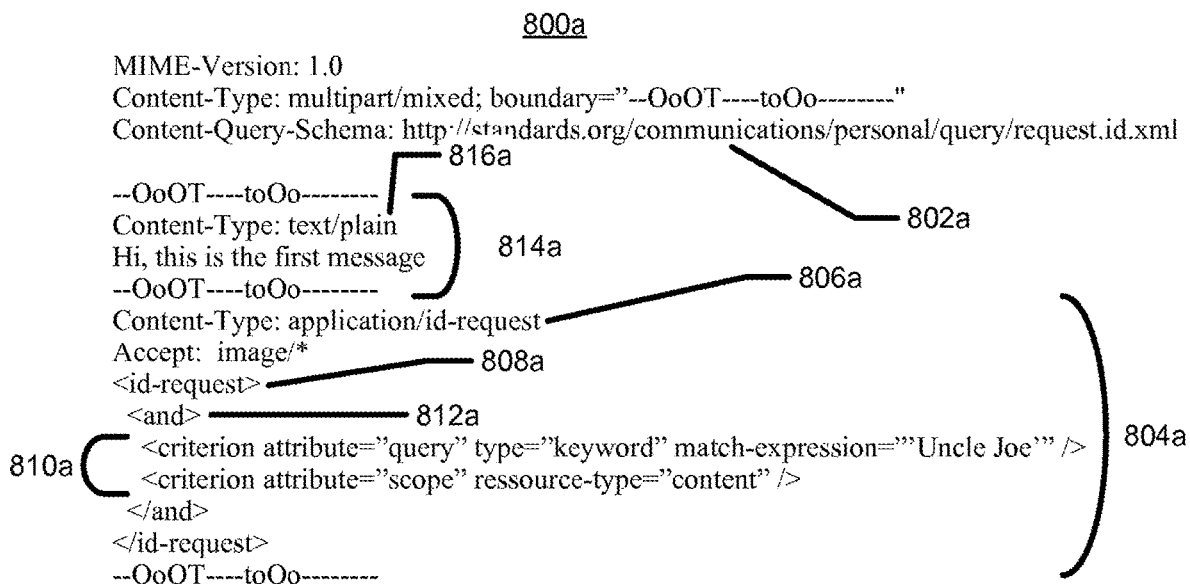 800a
MIME-Version: 1.0
Content-Type: multipart/mixed; boundary=”--OoOT----toOo--------"
Content-Query-Schema: http://standards.org/communications/personal/query/request.id.xml
816a
--OoOT----toOo--------
802a
Content-Type: text/plain
Hi, this is the first message
814a
--OoOT----toOo--------
806a
Content-Type: application/id-request
Accept:  image/*
808a
<id-request>
<and>
812a
<criterion attribute=”query” type=”keyword” match-expression=”’Uncle Joe’” />
810a
804a
<criterion attribute=”scope” ressource-type=”content” />
</and>
</id-request>
--OoOT----toOo--------